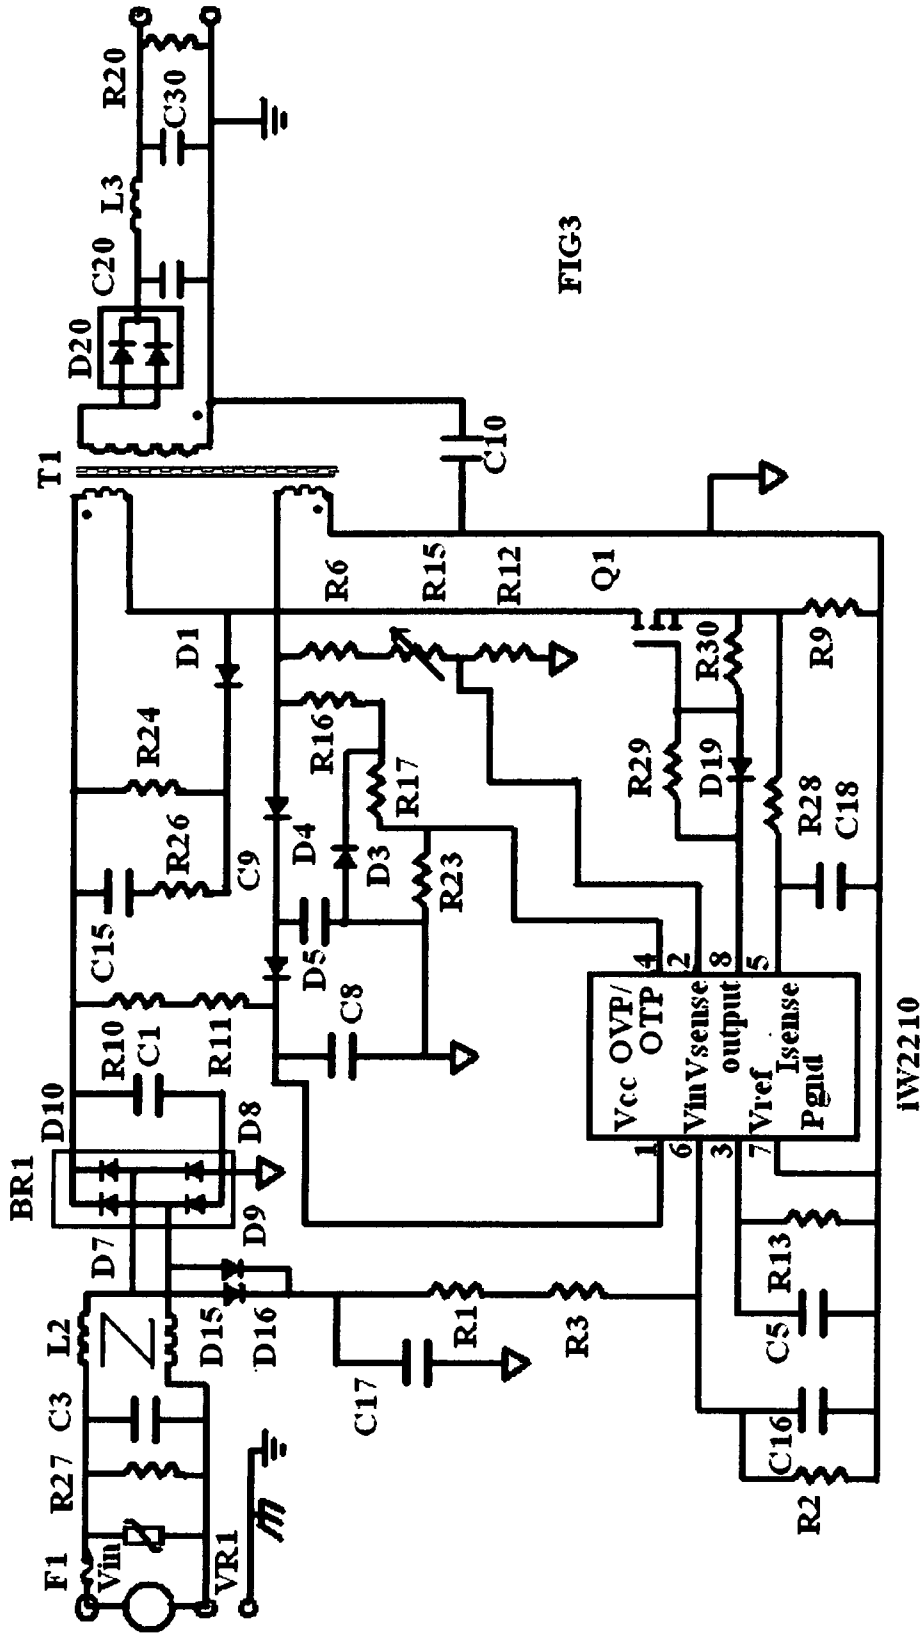 F1
Vin
VR1
R27
C3
L2
D15
D16
D9
D7
BR1
D10
D8
C17
R1
R3
R10
C1
R11
C15
R26
R24
D1
T1
D20
C20
L3
C30
R20
C9
D4
D5
D3
C8
R16
R17
R23
R6
R15
R12
C10
Q1
R29
R30
D19
R28
C18
R9
R2
C16
C5
R13
1
6
3
7
Vcc OVP/
OTP
VinVsense
output
Vref
Isense
Pgnd
4
2
8
5
iW2210
FIG3